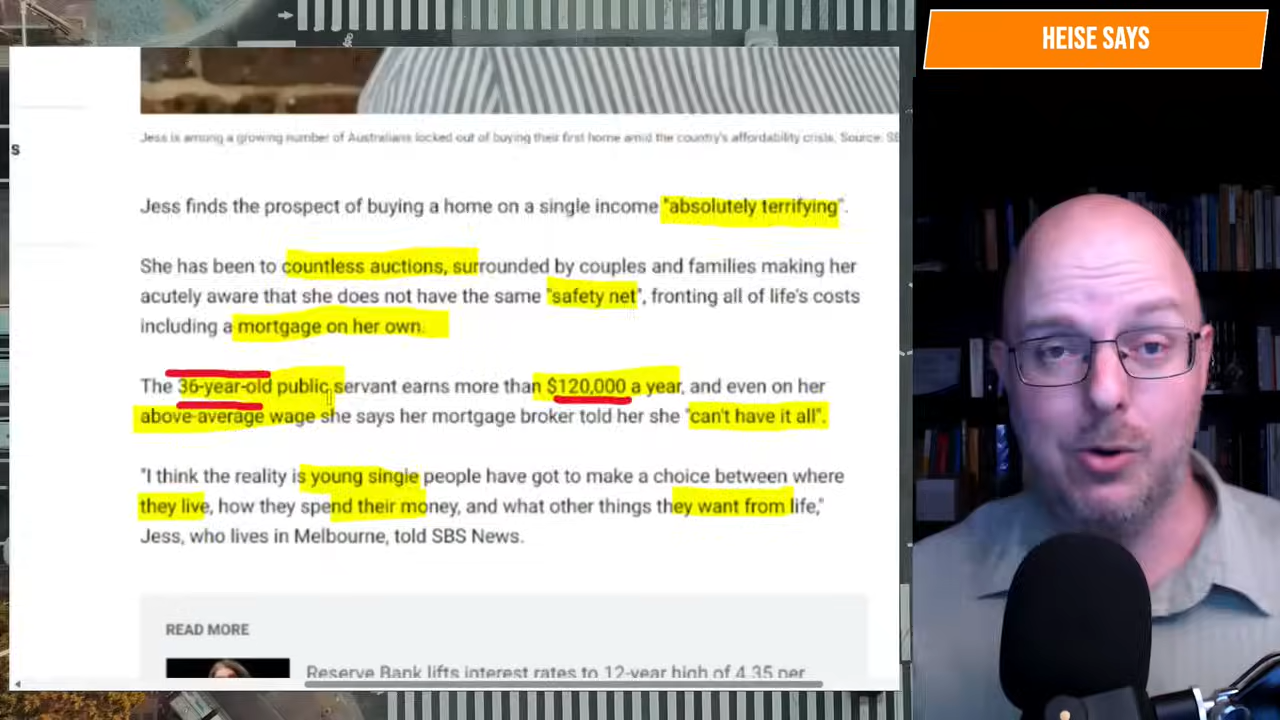 HEISE SAYS
s
Jess is among a growing number of Australians locked out of buying their first home amid the country's affordability crisis. Source: SB
Jess finds the prospect of buying a home on a single income "absolutely terrifying".
She has been to countless auctions, surrounded by couples and families making her
acutely aware that she does not have the same "safety net", fronting all of life's costs
including a mortgage on her own.
The 36-year-old public servant earns more than $120,000 a year, and even on her
above-average wage she says her mortgage broker told her she "can't have it all".
"I think the reality is young single people have got to make a choice between where
they live, how they spend their money, and what other things they want from life,"
Jess, who lives in Melbourne, told SBS News.
READ MORE
Reserve Bank lifts interest rates to 12-year high of 4.35 per